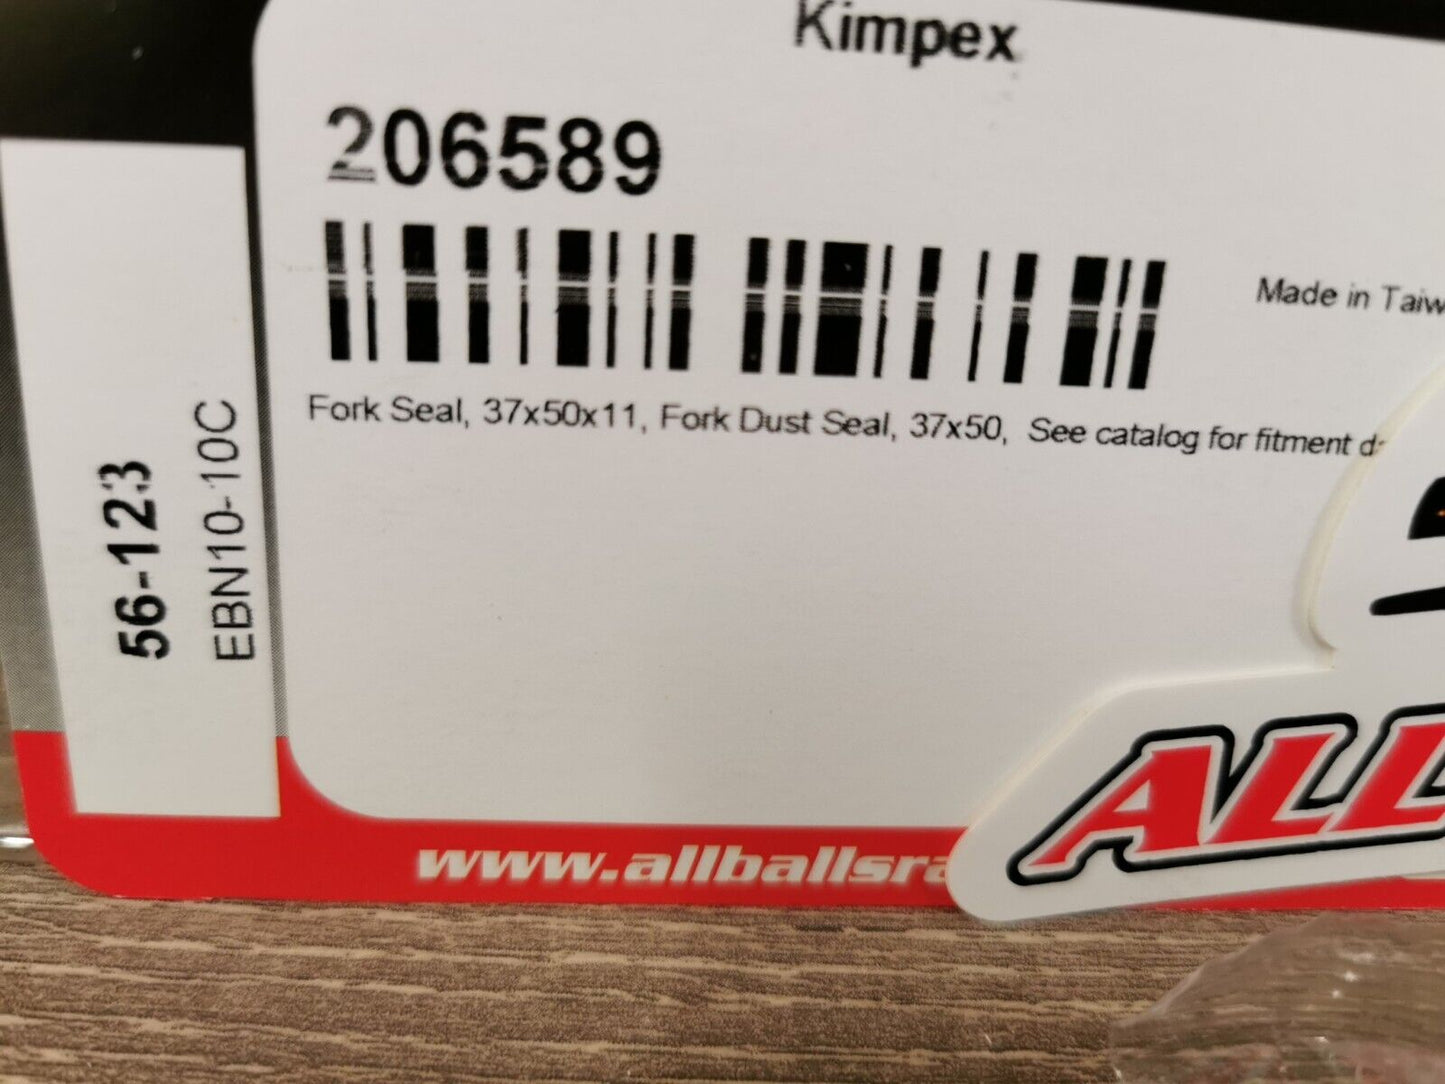 Kimpex
206589
Made in Taiw
Fork Seal, 37x50x11, Fork Dust Seal, 37x50, See catalog for fitment d
56-123
EBN10-10C
www.allballsra
ALL